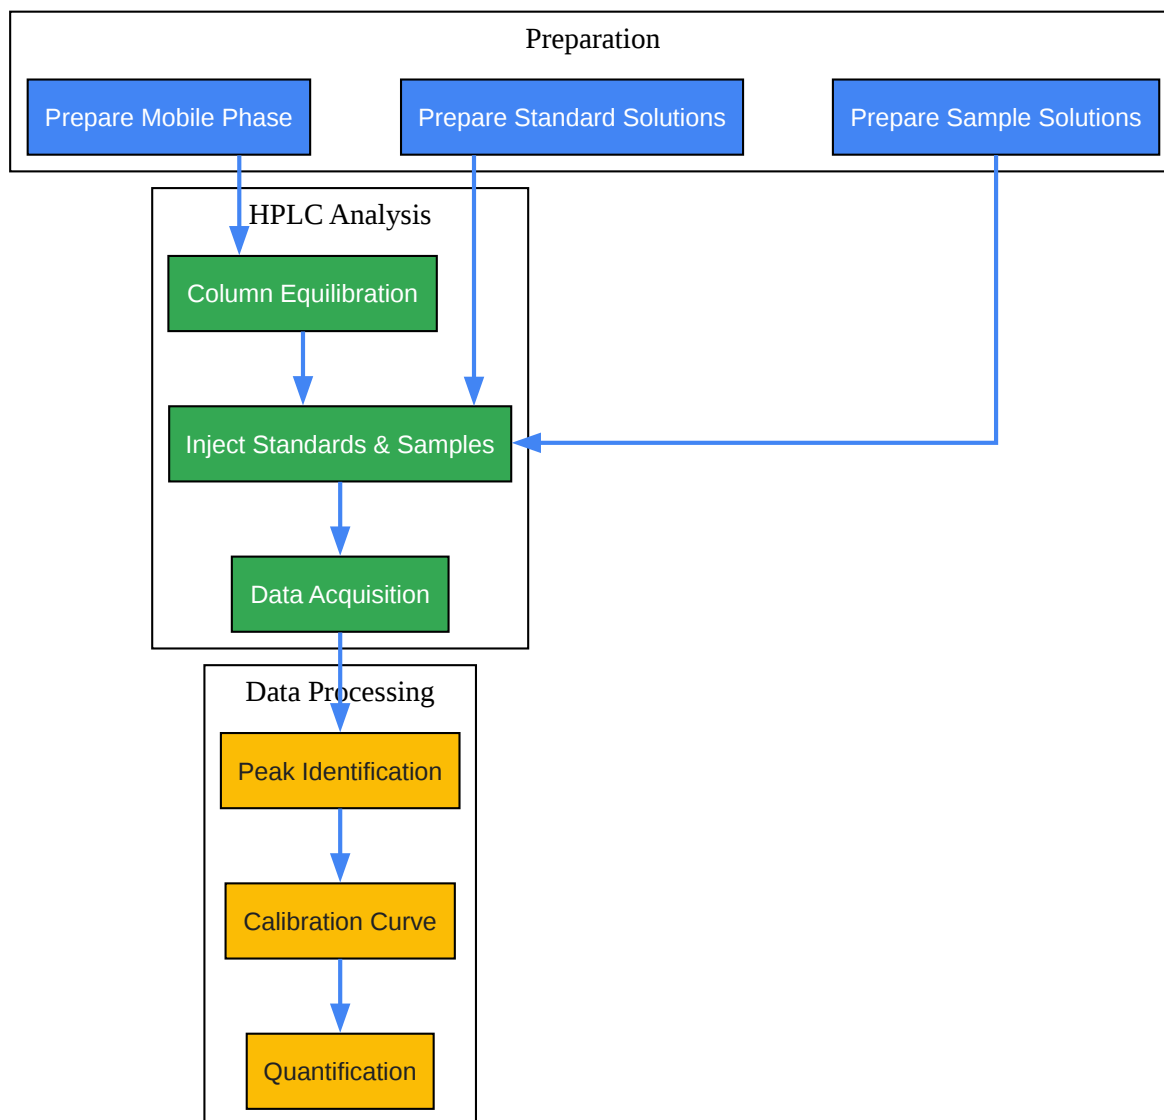 Preparation
Prepare Mobile Phase
Prepare Standard Solutions
Prepare Sample Solutions
HPLC Analysis
Column Equilibration
Inject Standards & Samples
Data Acquisition
Data Processing
Peak Identification
Calibration Curve
Quantification